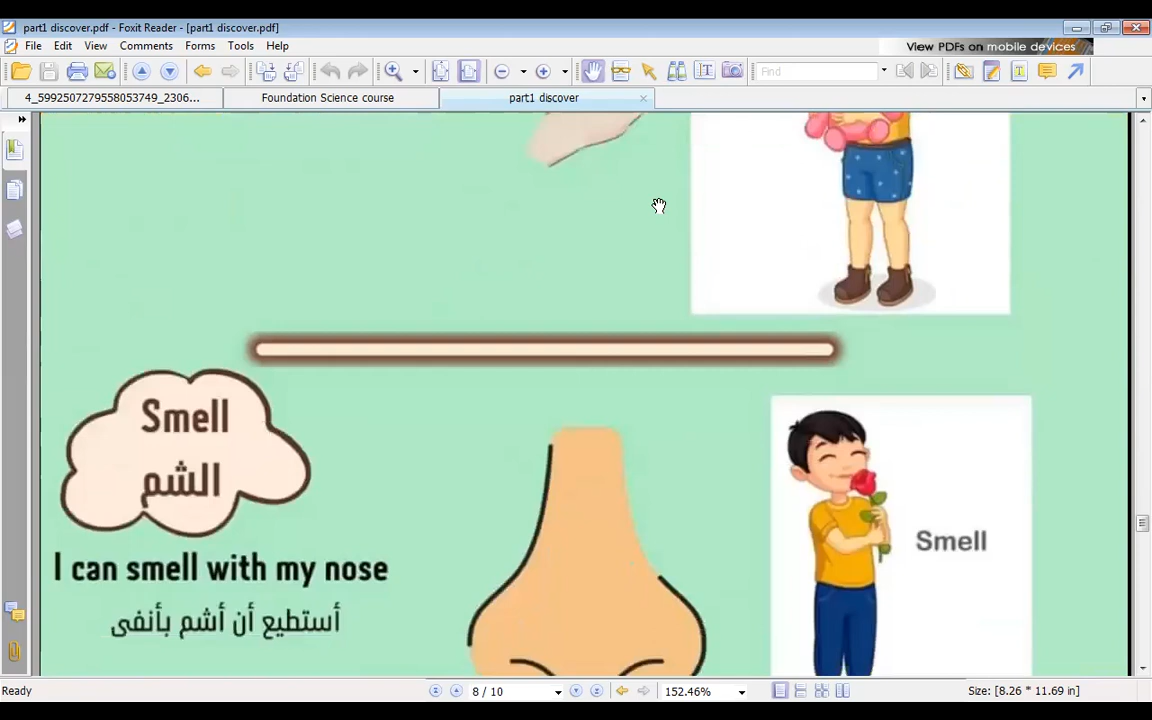 part1 discover.pdf - Foxit Reader - [part1 discover.pdf]
File Edit View Comments Forms Tools Help
View PDFs on mobile devices
Find
4_5992507279558053749_2306...
Foundation Science course
part1 discover
Smell
الشم
I can smell with my nose
أستطيع أن أشم بأنفى
Smell
Ready
8 / 10
152.46%
Size: [8.26 * 11.69 in]